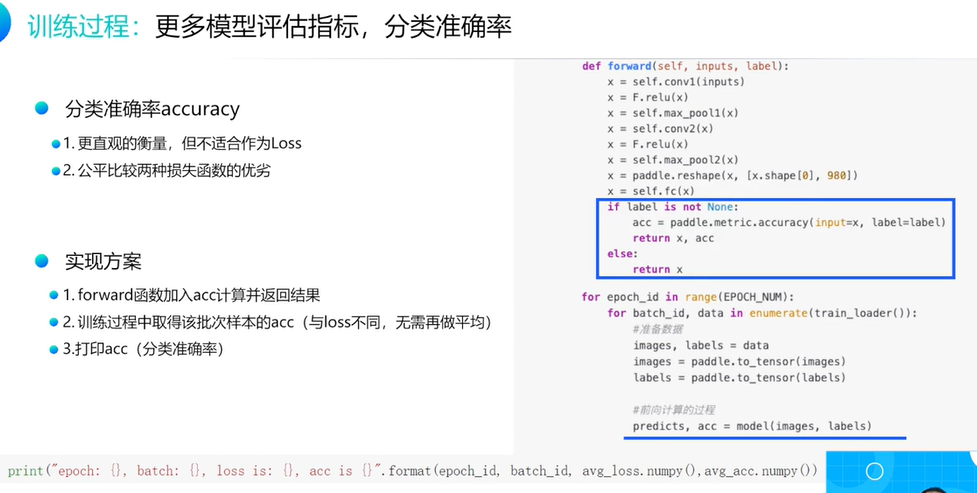 训练过程：更多模型评估指标，分类准确率
分类准确率accuracy
1. 更直观的衡量，但不适合作为Loss
2. 公平比较两种损失函数的优劣
实现方案
1. forward函数加入acc计算并返回结果
2. 训练过程中取得该批次样本的acc（与loss不同，无需再做平均）
3.打印acc（分类准确率）
def forward(self, inputs, label):
x = self.conv1(inputs)
x = F.relu(x)
x = self.max_pool1(x)
x = self.conv2(x)
x = F.relu(x)
x = self.max_pool2(x)
x = paddle.reshape(x, [x.shape[0], 980])
x = self.fc(x)
if label is not None:
acc = paddle.metric.accuracy(input=x, label=label)
return x, acc
else:
return x
for epoch_id in range(EPOCH_NUM):
for batch_id, data in enumerate(train_loader()):
#准备数据
images, labels = data
images = paddle.to_tensor(images)
labels = paddle.to_tensor(labels)
#前向计算的过程
predicts, acc = model(images, labels)
print("epoch: {}, batch: {}, loss is: {}, acc is {}".format(epoch_id, batch_id, avg_loss.numpy(),avg_acc.numpy())